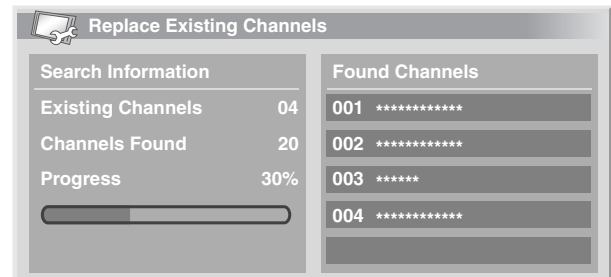 Replace Existing Channels
Search Information
Existing Channels 04
Channels Found 20
Progress 30%
Found Channels
001 ************
002 ************
003 ******
004 ************